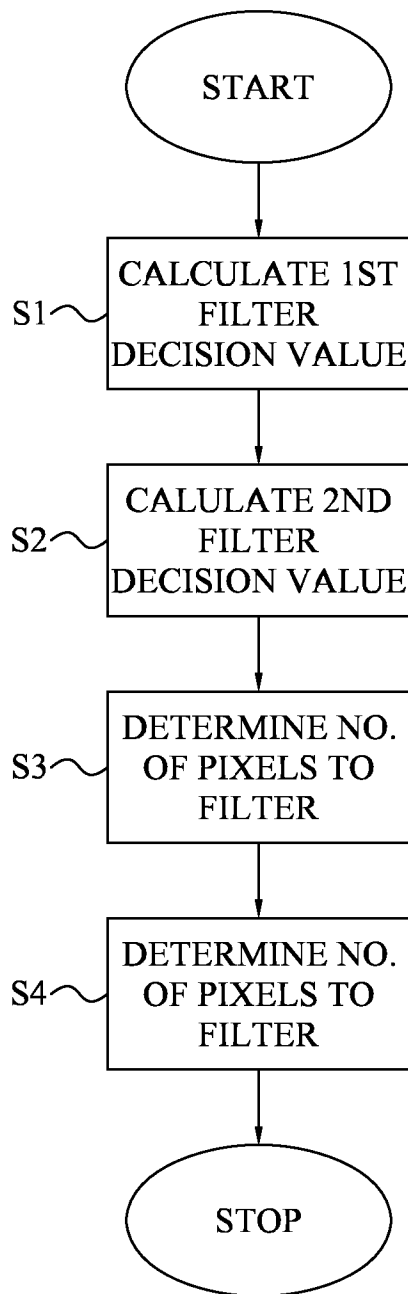 START
S1
CALCULATE 1ST
FILTER
DECISION VALUE
S2
CALULATE 2ND
FILTER
DECISION VALUE
S3
DETERMINE NO.
OF PIXELS TO
FILTER
S4
DETERMINE NO.
OF PIXELS TO
FILTER
STOP